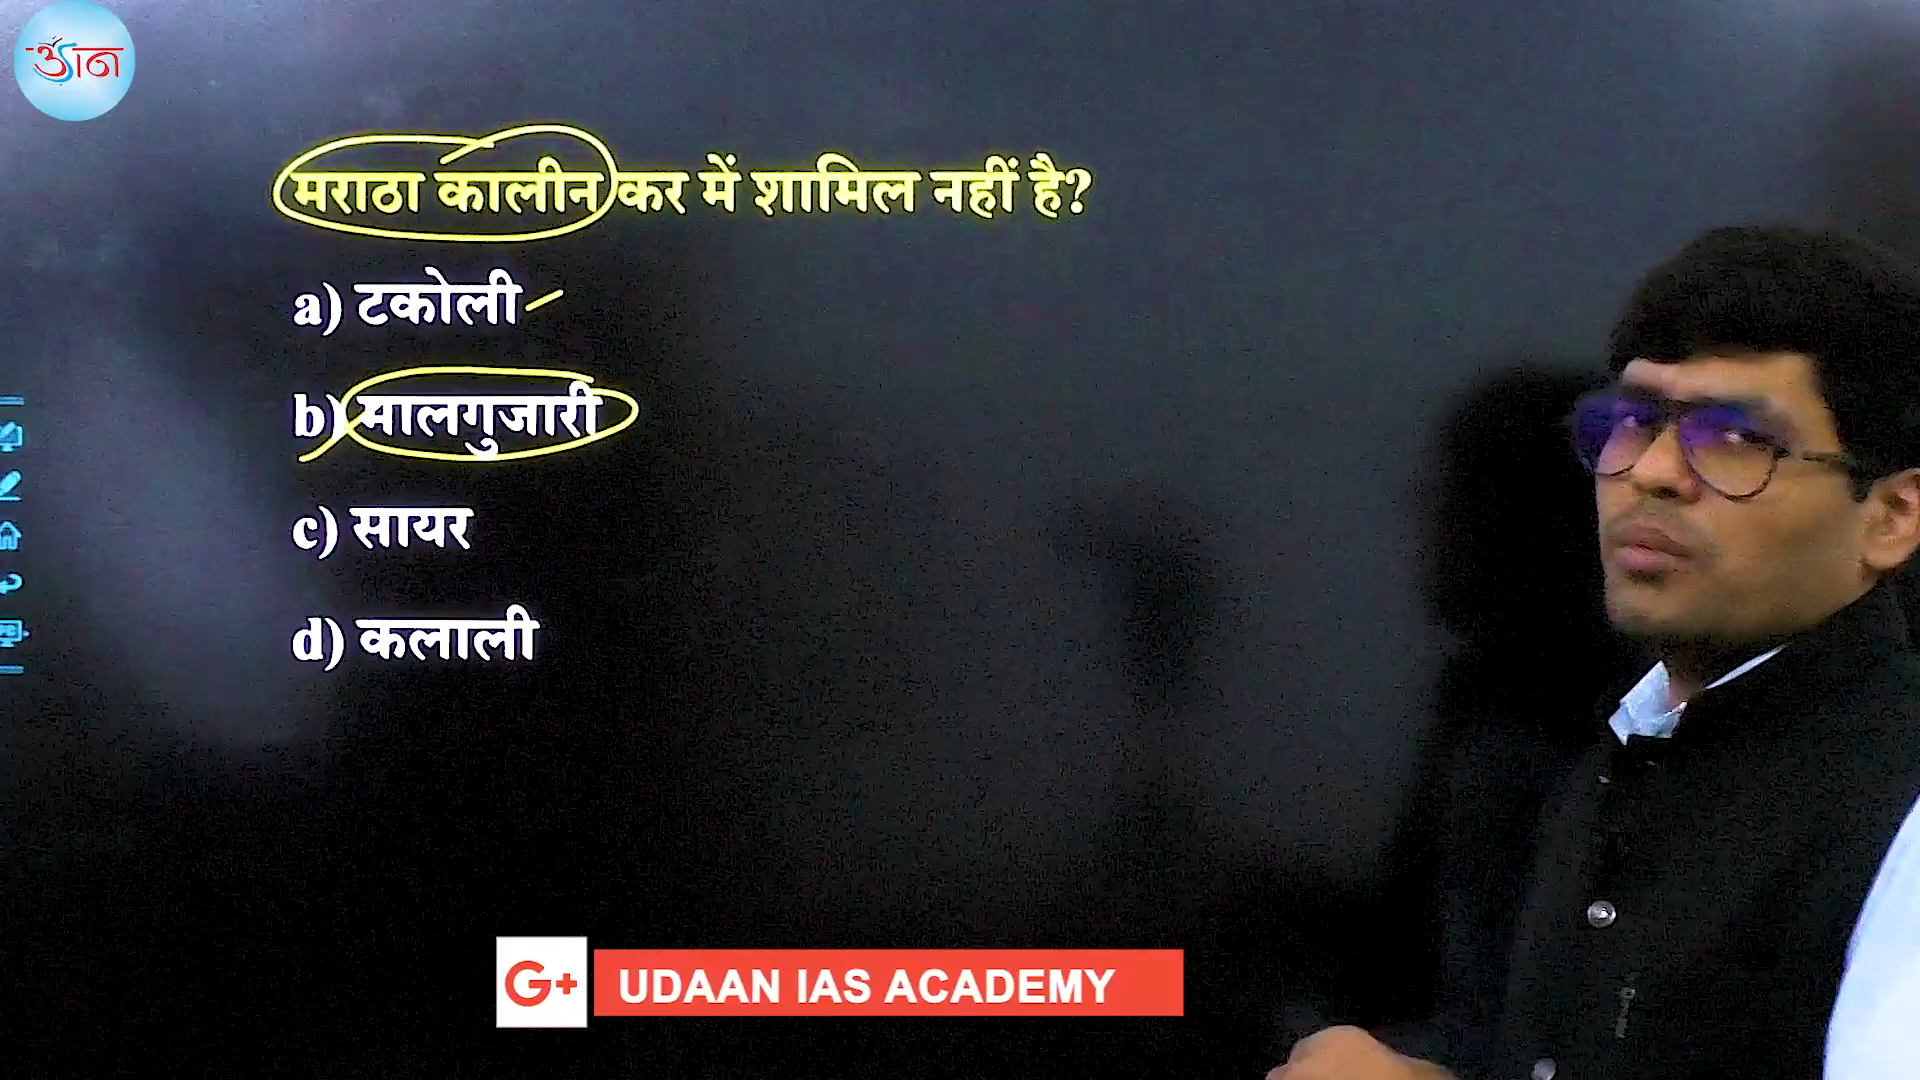 उड़ान
मराठा कालीन कर में शामिल नहीं है?
a) टकोली
b) मालगुजारी
c) सायर
d) कलाली
G+ UDAAN IAS ACADEMY